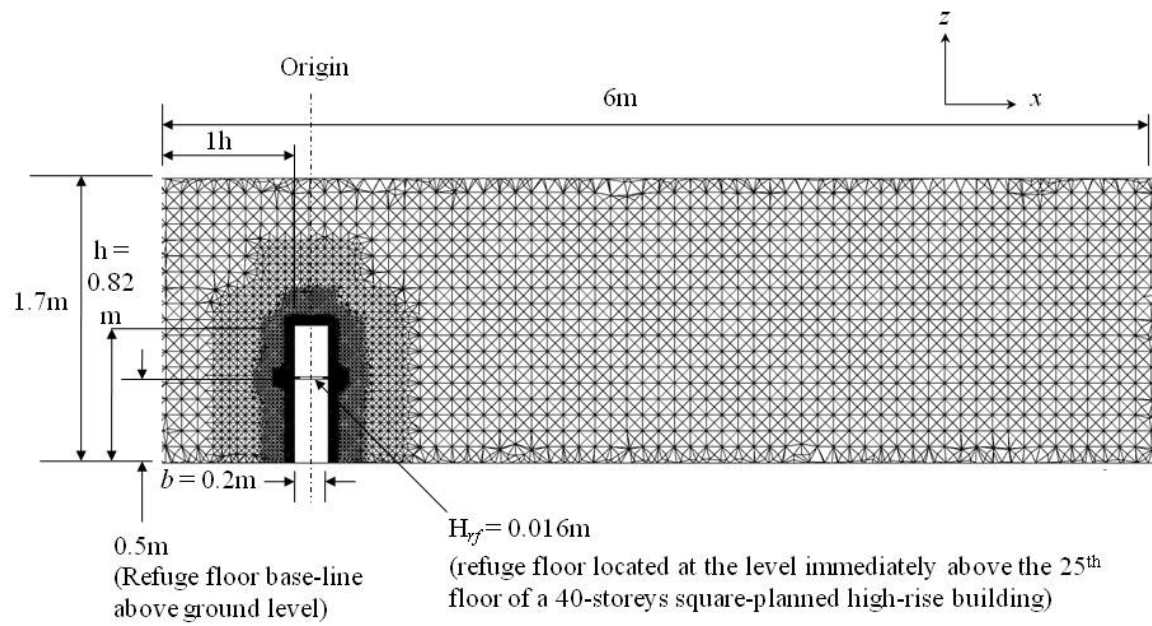 z
Origin
6m
x
1h
h =
0.82
m
1.7m
b = 0.2m
0.5m
(Refuge floor base-line
above ground level)
H_rf = 0.016m
(refuge floor located at the level immediately above the 25th
floor of a 40-storeys square-planned high-rise building)